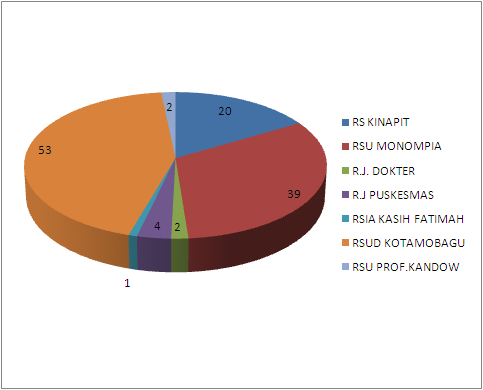 2
20
53
39
4
2
1
RS KINAPIT
RSU MONOMPIA
R.J. DOKTER
R.J PUSKESMAS
RSIA KASIH FATIMAH
RSUD KOTAMOBAGU
RSU PROF.KANDOW